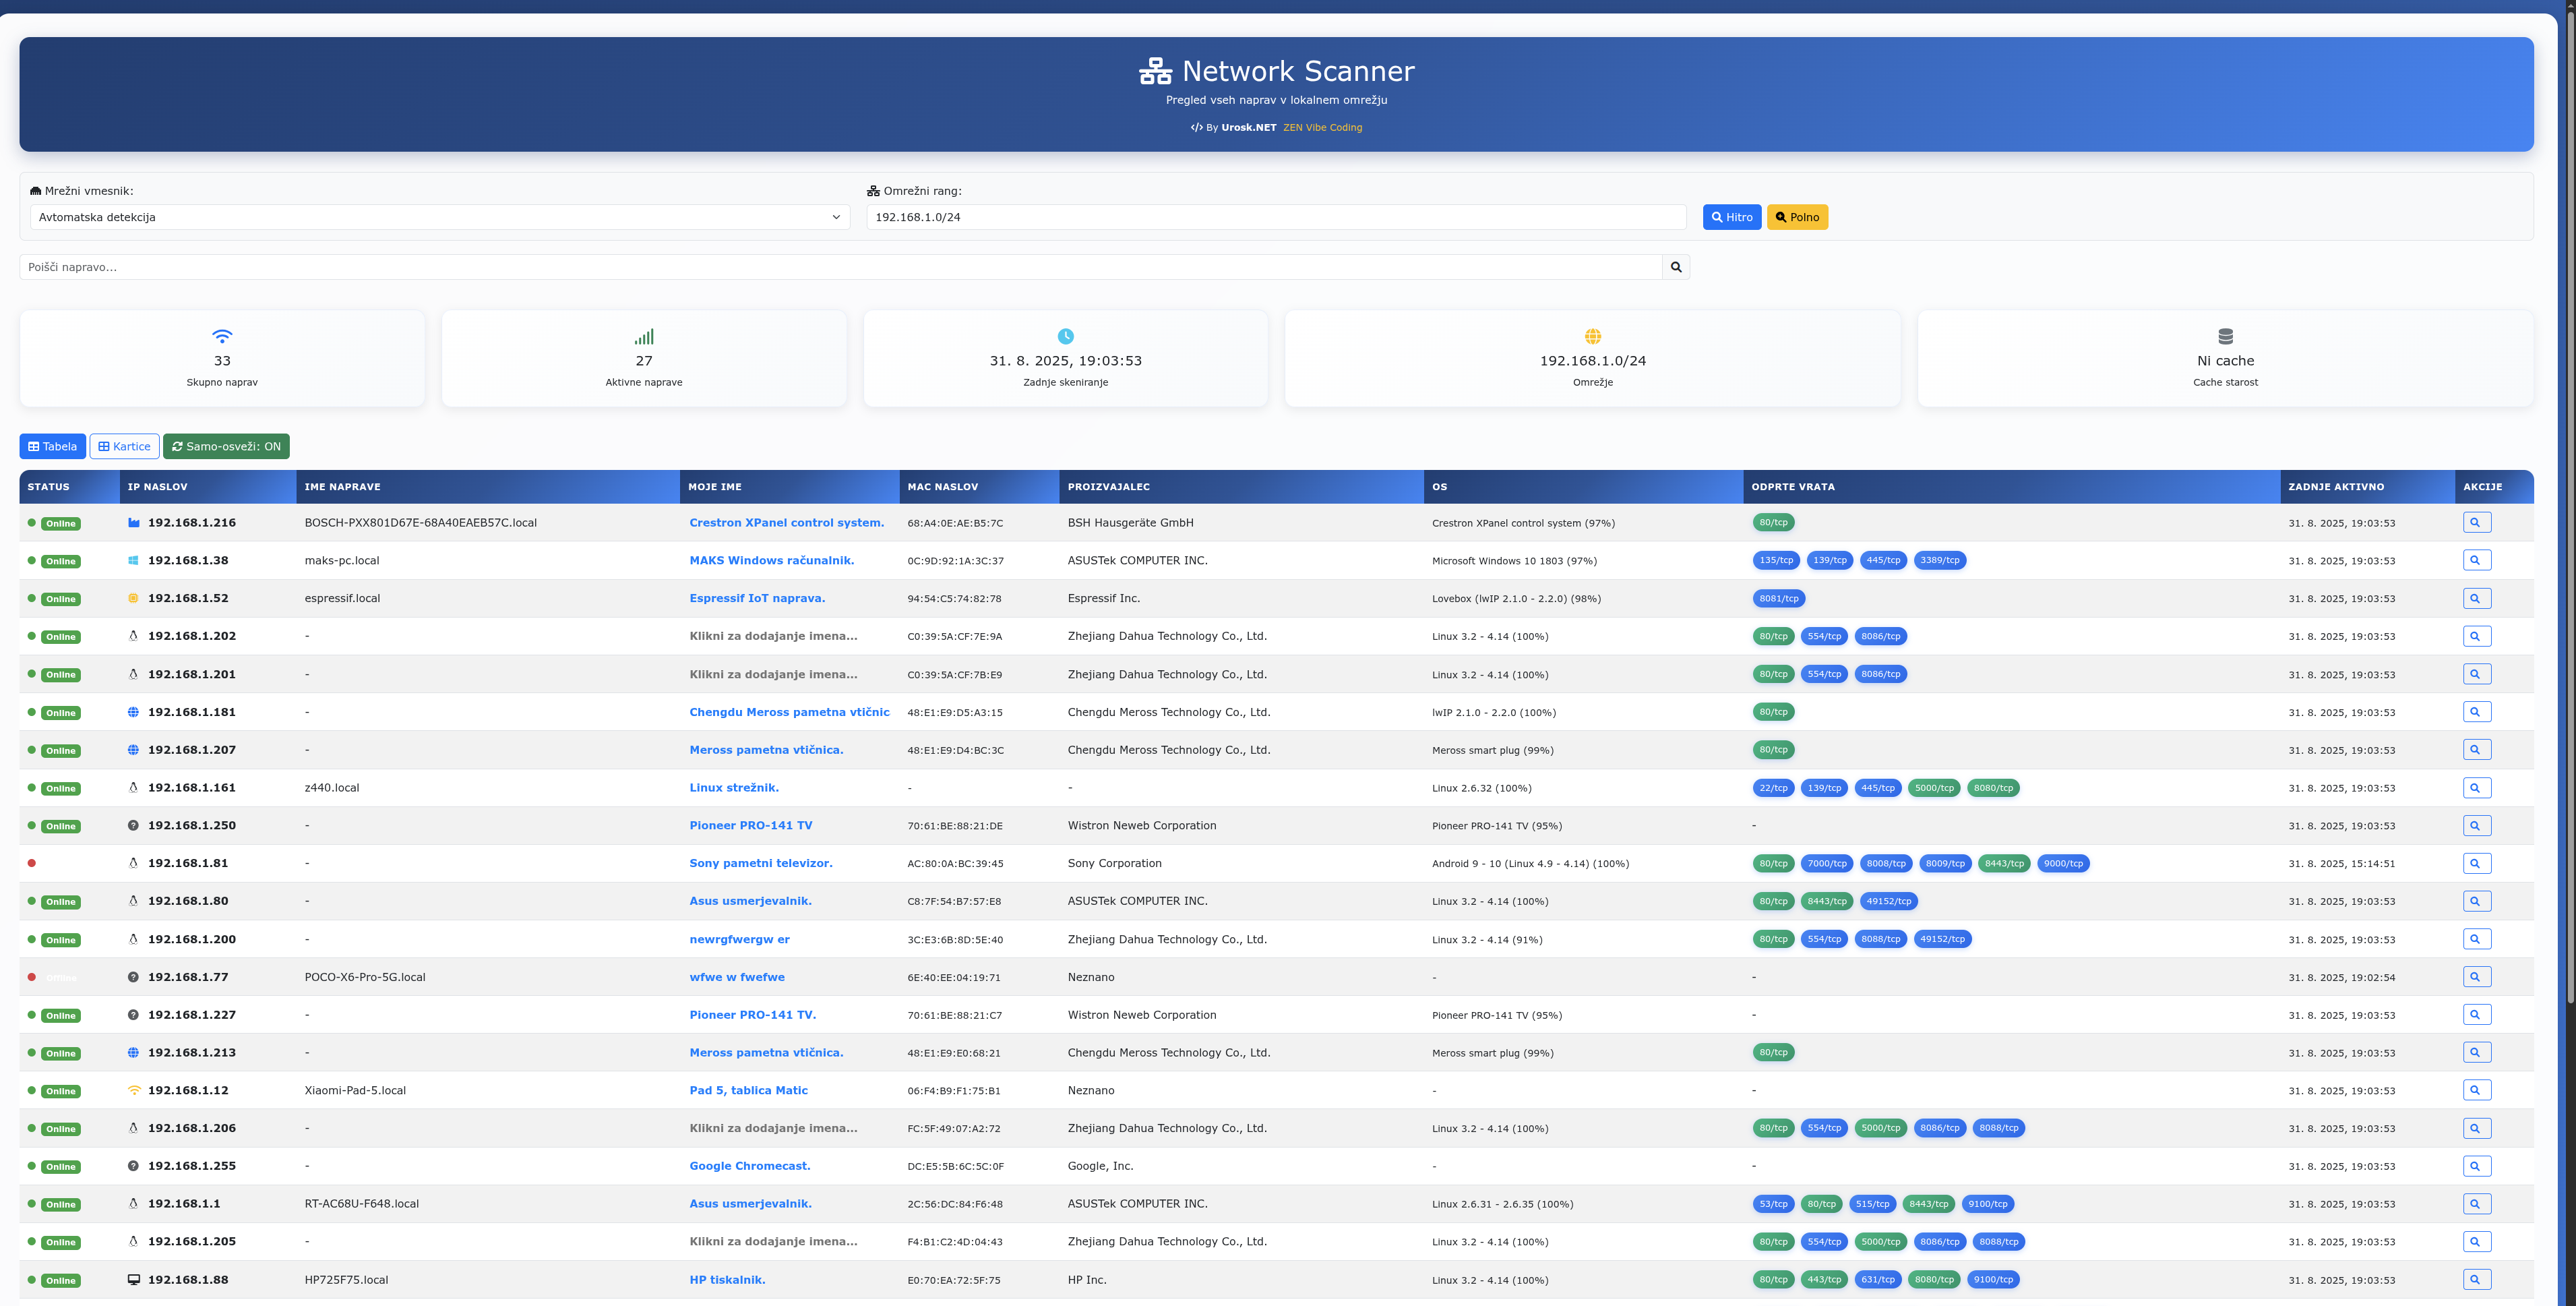 Network Scanner
Pregled vseh naprav v lokalnem omrežju
</> By Urosk.NET ZEN Vibe Coding
Mrežni vmesnik: Omrežni rang:
Avtomatska detekcija 192.168.1.0/24 Hitro Polno
Poišči napravo...
33 27 31. 8. 2025, 19:03:53 192.168.1.0/24 Ni cache
Skupno naprav Aktivne naprave Zadnje skeniranje Omrežje Cache starost
Tabela Kartice Samo-osveži: ON
STATUS IP NASLOV IME NAPRAVE MOJE IME MAC NASLOV PROIZVAJALEC OS ODPRTE VRATA ZADNJE AKTIVNO AKCIJE
Online 192.168.1.216 BOSCH-PXX801D67E-68A40EAEB57C.local Crestron XPanel control system. 68:A4:0E:AE:B5:7C BSH Hausgeräte GmbH Crestron XPanel control system (97%) 80/tcp 31. 8. 2025, 19:03:53
Online 192.168.1.38 maks-pc.local MAKS Windows računalnik. 0C:9D:92:1A:3C:37 ASUSTek COMPUTER INC. Microsoft Windows 10 1803 (97%) 135/tcp 139/tcp 445/tcp 3389/tcp 31. 8. 2025, 19:03:53
Online 192.168.1.52 espressif.local Espressif IoT naprava. 94:54:C5:74:82:78 Espressif Inc. Lovebox (lwIP 2.1.0 - 2.2.0) (98%) 8081/tcp 31. 8. 2025, 19:03:53
Online 192.168.1.202 - Klikni za dodajanje imena... C0:39:5A:CF:7E:9A Zhejiang Dahua Technology Co., Ltd. Linux 3.2 - 4.14 (100%) 80/tcp 554/tcp 8086/tcp 31. 8. 2025, 19:03:53
Online 192.168.1.201 - Klikni za dodajanje imena... C0:39:5A:CF:7B:E9 Zhejiang Dahua Technology Co., Ltd. Linux 3.2 - 4.14 (100%) 80/tcp 554/tcp 8086/tcp 31. 8. 2025, 19:03:53
Online 192.168.1.181 - Chengdu Meross pametna vtičnic 48:E1:E9:D5:A3:15 Chengdu Meross Technology Co., Ltd. lwIP 2.1.0 - 2.2.0 (100%) 80/tcp 31. 8. 2025, 19:03:53
Online 192.168.1.207 - Meross pametna vtičnica. 48:E1:E9:D4:BC:3C Chengdu Meross Technology Co., Ltd. Meross smart plug (99%) 80/tcp 31. 8. 2025, 19:03:53
Online 192.168.1.161 z440.local Linux strežnik. - - Linux 2.6.32 (100%) 22/tcp 139/tcp 445/tcp 5000/tcp 8080/tcp 31. 8. 2025, 19:03:53
Online 192.168.1.250 - Pioneer PRO-141 TV 70:61:BE:88:21:DE Wistron Neweb Corporation Pioneer PRO-141 TV (95%) - 31. 8. 2025, 19:03:53
192.168.1.81 - Sony pametni televizor. AC:80:0A:BC:39:45 Sony Corporation Android 9 - 10 (Linux 4.9 - 4.14) (100%) 80/tcp 7000/tcp 8008/tcp 8009/tcp 8443/tcp 9000/tcp 31. 8. 2025, 15:14:51
Online 192.168.1.80 - Asus usmerjevalnik. C8:7F:54:B7:57:E8 ASUSTek COMPUTER INC. Linux 3.2 - 4.14 (100%) 80/tcp 8443/tcp 49152/tcp 31. 8. 2025, 19:03:53
Online 192.168.1.200 - newrgfwergw er 3C:E3:6B:8D:5E:40 Zhejiang Dahua Technology Co., Ltd. Linux 3.2 - 4.14 (91%) 80/tcp 554/tcp 8088/tcp 49152/tcp 31. 8. 2025, 19:03:53
Offline 192.168.1.77 POCO-X6-Pro-5G.local wfwe w fwefwe 6E:40:EE:04:19:71 Neznano - - 31. 8. 2025, 19:02:54
Online 192.168.1.227 - Pioneer PRO-141 TV. 70:61:BE:88:21:C7 Wistron Neweb Corporation Pioneer PRO-141 TV (95%) - 31. 8. 2025, 19:03:53
Online 192.168.1.213 - Meross pametna vtičnica. 48:E1:E9:E0:68:21 Chengdu Meross Technology Co., Ltd. Meross smart plug (99%) 80/tcp 31. 8. 2025, 19:03:53
Online 192.168.1.12 Xiaomi-Pad-5.local Pad 5, tablica Matic 06:F4:B9:F1:75:B1 Neznano - - 31. 8. 2025, 19:03:53
Online 192.168.1.206 - Klikni za dodajanje imena... FC:5F:49:07:A2:72 Zhejiang Dahua Technology Co., Ltd. Linux 3.2 - 4.14 (100%) 80/tcp 554/tcp 5000/tcp 8086/tcp 8088/tcp 31. 8. 2025, 19:03:53
Online 192.168.1.255 - Google Chromecast. DC:E5:5B:6C:5C:0F Google, Inc. - - 31. 8. 2025, 19:03:53
Online 192.168.1.1 RT-AC68U-F648.local Asus usmerjevalnik. 2C:56:DC:84:F6:48 ASUSTek COMPUTER INC. Linux 2.6.31 - 2.6.35 (100%) 53/tcp 80/tcp 515/tcp 8443/tcp 9100/tcp 31. 8. 2025, 19:03:53
Online 192.168.1.205 - Klikni za dodajanje imena... F4:B1:C2:4D:04:43 Zhejiang Dahua Technology Co., Ltd. Linux 3.2 - 4.14 (100%) 80/tcp 554/tcp 5000/tcp 8086/tcp 8088/tcp 31. 8. 2025, 19:03:53
Online 192.168.1.88 HP725F75.local HP tiskalnik. E0:70:EA:72:5F:75 HP Inc. Linux 3.2 - 4.14 (100%) 80/tcp 443/tcp 631/tcp 8080/tcp 9100/tcp 31. 8. 2025, 19:03:53